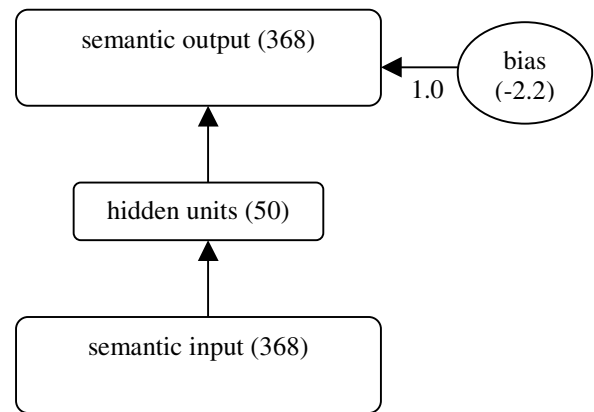 semantic output (368)
bias
(-2.2)
1.0
hidden units (50)
semantic input (368)